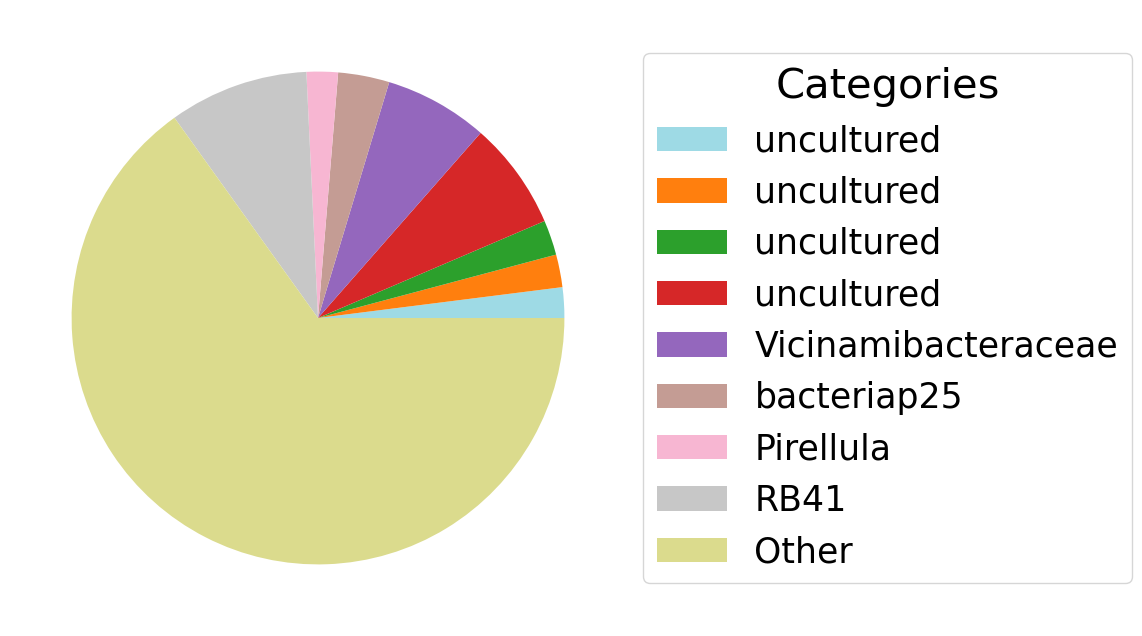 Categories
uncultured
uncultured
uncultured
uncultured
Vicinamibacteraceae
bacteriap25
Pirellula
RB41
Other